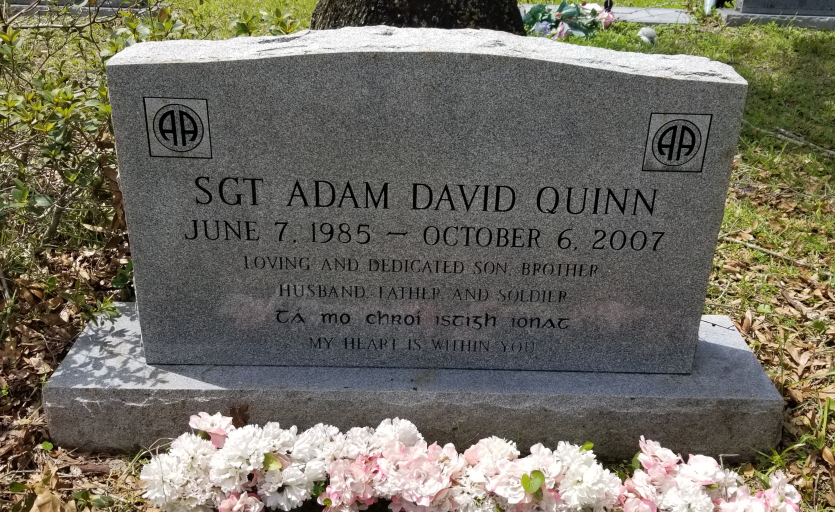 AA AA
SGT ADAM DAVID QUINN
JUNE 7, 1985 ~ OCTOBER 6, 2007
LOVING AND DEDICATED SON, BROTHER
HUSBAND, FATHER AND SOLDIER
Tá mo chroí istigh ionat
MY HEART IS WITHIN YOU